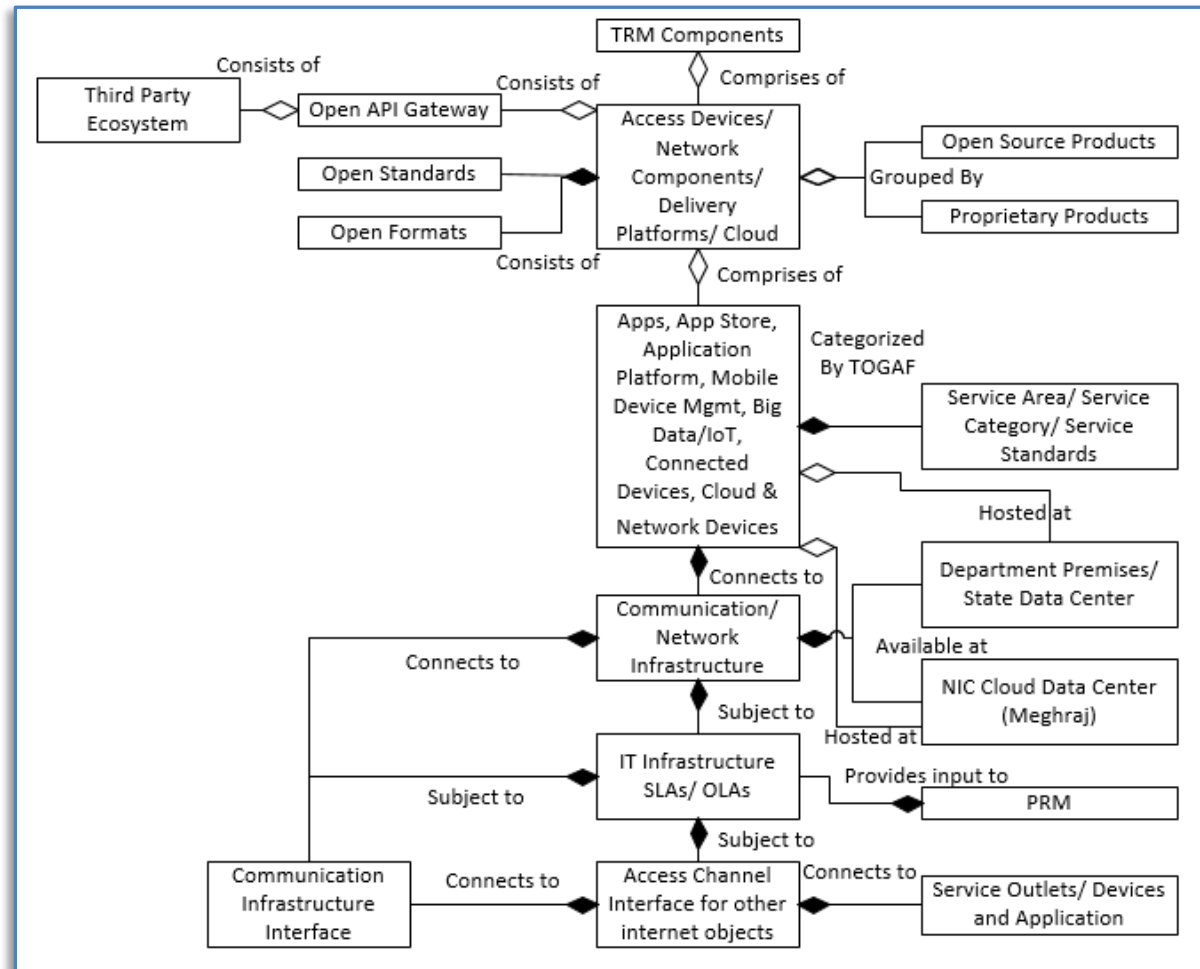 TRM Components
Consists of
Comprises of
Consists of
Third Party
Ecosystem
Open API Gateway
Access Devices/
Network
Components/
Delivery
Platforms/ Cloud
Open Source Products
Open Standards
Grouped By
Proprietary Products
Open Formats
Consists of
Comprises of
Apps, App Store,
Application
Platform, Mobile
Device Mgmt, Big
Data/IoT,
Connected
Devices, Cloud &
Network Devices
Categorized
By TOGAF
Service Area/ Service
Category/ Service
Standards
Hosted at
Department Premises/
State Data Center
Connects to
Communication/
Network
Infrastructure
Connects to
Available at
NIC Cloud Data Center
(Meghraj)
Subject to
Hosted at
IT Infrastructure
SLAs/ OLAs
Provides input to
PRM
Subject to
Subject to
Communication
Infrastructure
Interface
Connects to
Access Channel
Interface for other
internet objects
Connects to
Service Outlets/ Devices
and Application